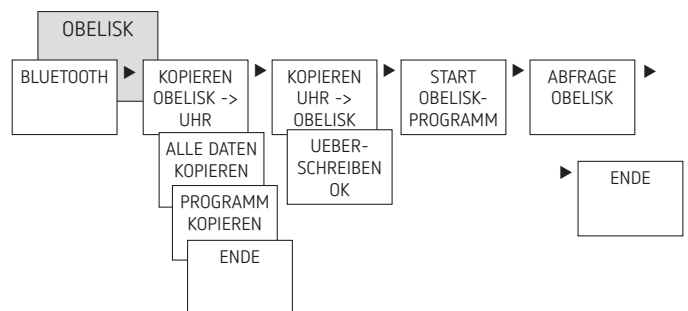 OBELISK
BLUETOOTH
KOPIEREN
OBELISK ->
UHR
ALLE DATEN
KOPIEREN
PROGRAMM
KOPIEREN
ENDE
KOPIEREN
UHR ->
OBELISK
UEBER-
SCHREIBEN
OK
START
OBELISK-
PROGRAMM
ABFRAGE
OBELISK
ENDE